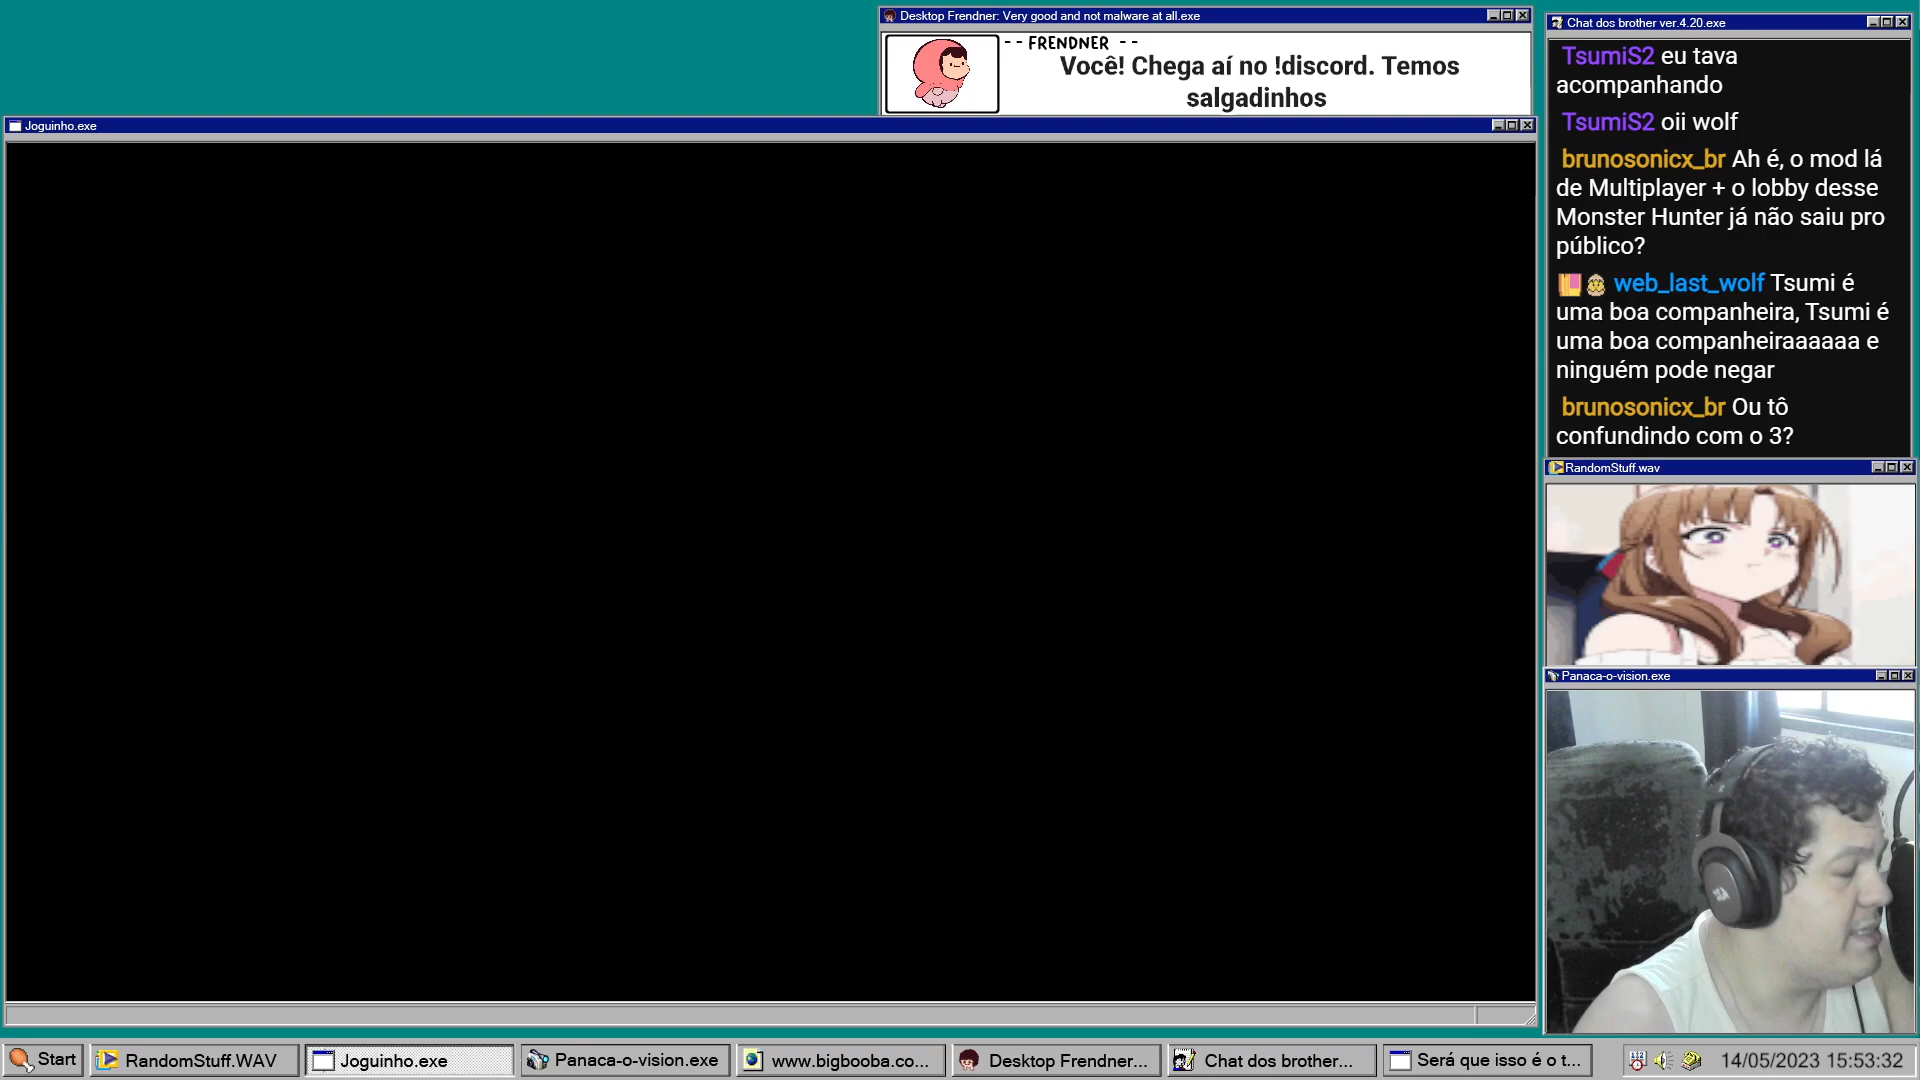 Desktop Frendner: Very good and not malware at all.exe
-- FRENDNER --
Você! Chega aí no !discord. Temos
salgadinhos
Joguinho.exe
Chat dos brother ver.4.20.exe
TsumiS2 eu tava
acompanhando
TsumiS2 oii wolf
brunosonicx_br Ah é, o mod lá
de Multiplayer + o lobby desse
Monster Hunter já não saiu pro
público?
web_last_wolf Tsumi é
uma boa companheira, Tsumi é
uma boa companheiraaaaaa e
ninguém pode negar
brunosonicx_br Ou tô
confundindo com o 3?
RandomStuff.wav
Panaca-o-vision.exe
Start
RandomStuff.WAV
Joguinho.exe
Panaca-o-vision.exe
www.bigbooba.co...
Desktop Frendner...
Chat dos brother...
Será que isso é o t...
14/05/2023 15:53:32